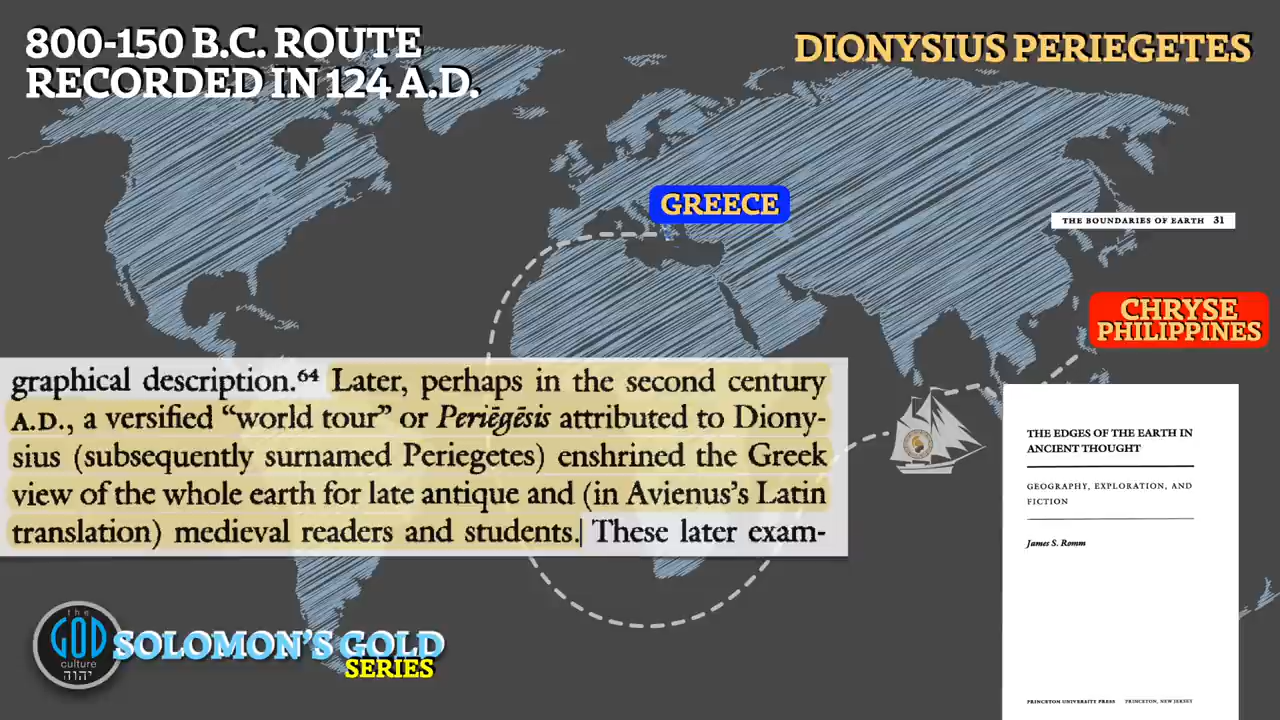 800-150 B.C. ROUTE
RECORDED IN 124 A.D.
DIONYSIUS PERIEGETES
GREECE
THE BOUNDARIES OF EARTH 31
CHRYSE
PHILIPPINES
graphical description.⁶⁴ Later, perhaps in the second century
A.D., a versified “world tour” or Periēgēsis attributed to Diony-
sius (subsequently surnamed Periegetes) enshrined the Greek
view of the whole earth for late antique and (in Avienus’s Latin
translation) medieval readers and students. These later exam-
THE EDGES OF THE EARTH IN
ANCIENT THOUGHT
GEOGRAPHY, EXPLORATION, AND
FICTION
James S. Romm
PRINCETON UNIVERSITY PRESS PRINCETON, NEW JERSEY
the
GOD
culture
יהוה
SOLOMON'S GOLD
SERIES